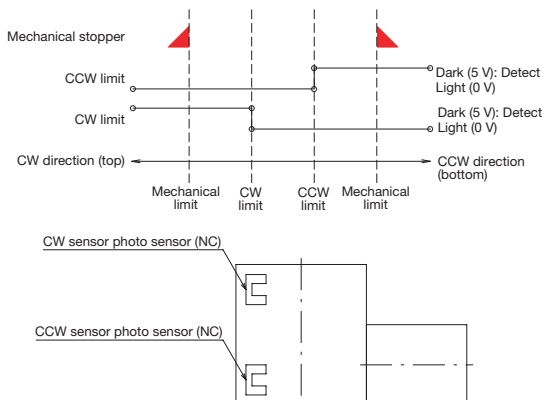 Mechanical stopper
CCW limit
Dark (5 V): Detect
Light (0 V)
CW limit
Dark (5 V): Detect
Light (0 V)
CW direction (top)
CCW direction
(bottom)
Mechanical
limit
CW
limit
CCW
limit
Mechanical
limit
CW sensor photo sensor (NC)
CCW sensor photo sensor (NC)